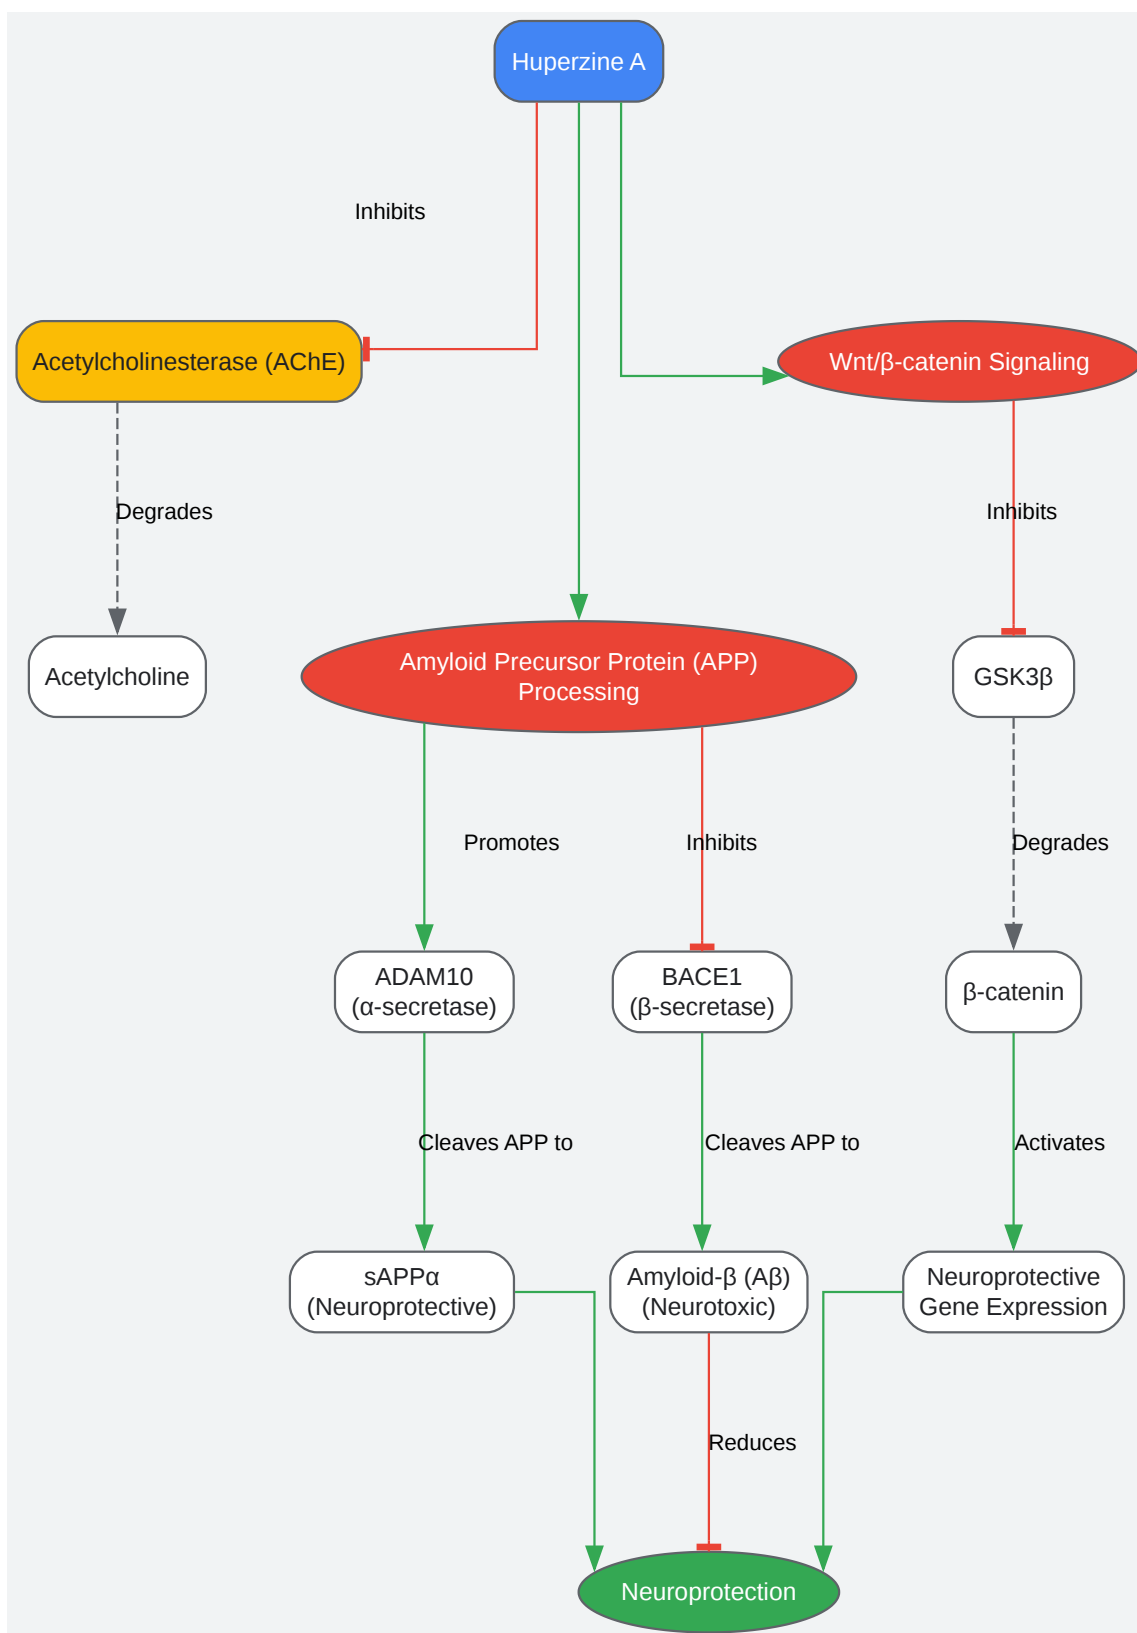 Huperzine A
Inhibits
Acetylcholinesterase (AChE)
Wnt/β-catenin Signaling
Degrades
Inhibits
Acetylcholine
Amyloid Precursor Protein (APP)
Processing
GSK3β
Promotes
Inhibits
Degrades
ADAM10
(α-secretase)
BACE1
(β-secretase)
β-catenin
Cleaves APP to
Cleaves APP to
Activates
sAPPα
(Neuroprotective)
Amyloid-β (Aβ)
(Neurotoxic)
Neuroprotective
Gene Expression
Reduces
Neuroprotection